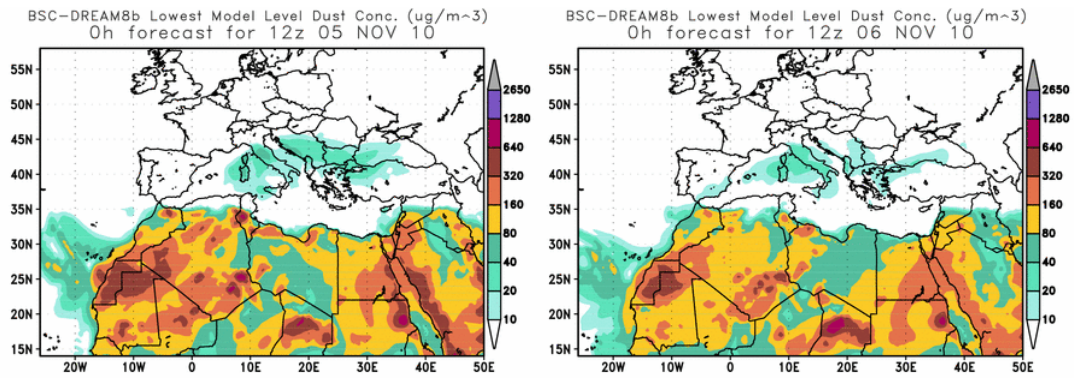 BSC-DREAM8b Lowest Model Level Dust Conc. (ug/m^3)
0h forecast for 12z 05 NOV 10
55N
50N
45N
40N
35N
30N
25N
20N
15N
20W
10W
0
10E
20E
30E
40E
50E
2650
1280
640
320
160
80
40
20
10
BSC-DREAM8b Lowest Model Level Dust Conc. (ug/m^3)
0h forecast for 12z 06 NOV 10
55N
50N
45N
40N
35N
30N
25N
20N
15N
20W
10W
0
10E
20E
30E
40E
50E
2650
1280
640
320
160
80
40
20
10